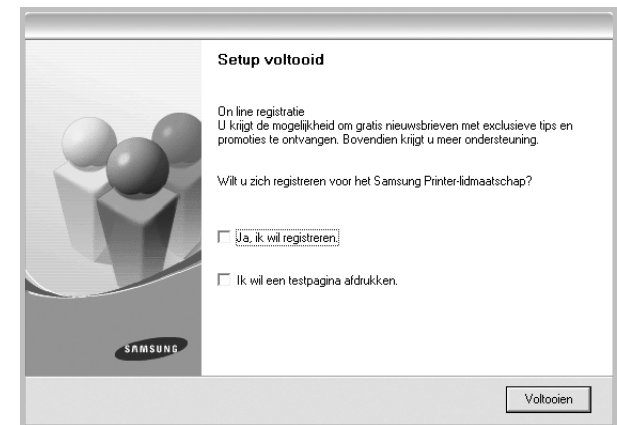 Setup voltooid
On line registratie
U krijgt de mogelijkheid om gratis nieuwsbrieven met exclusieve tips en
promoties te ontvangen. Bovendien krijgt u meer ondersteuning.
Wilt u zich registreren voor het Samsung Printer-lidmaatschap?
Ja, ik wil registreren.
Ik wil een testpagina afdrukken.
SAMSUNG
Voltooien